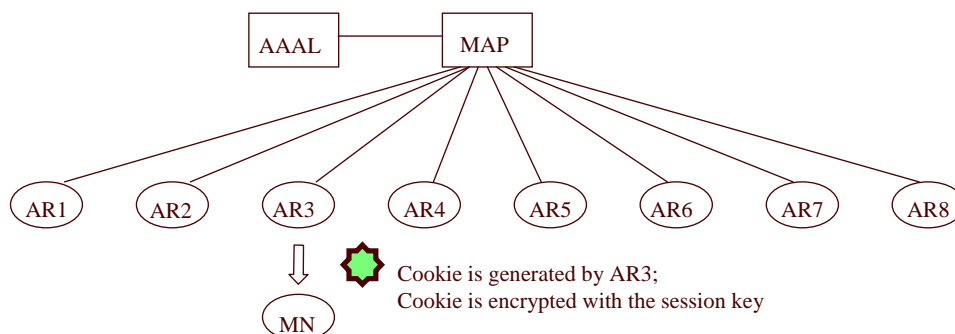 AAAL
MAP
AR1
AR2
AR3
AR4
AR5
AR6
AR7
AR8
Cookie is generated by AR3;
Cookie is encrypted with the session key
MN